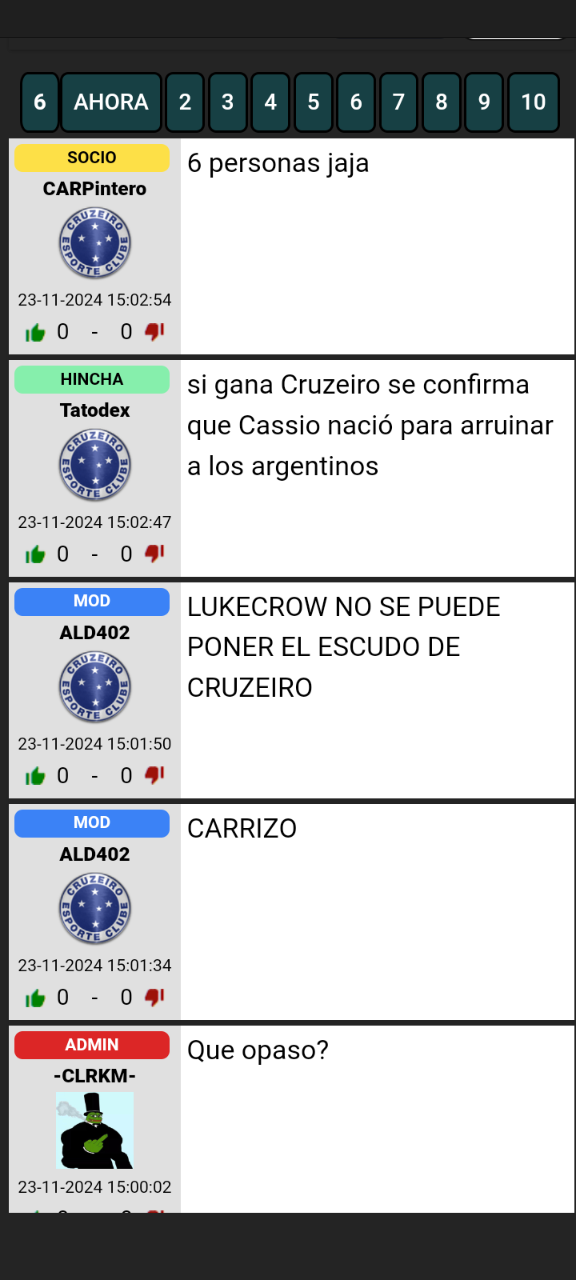 6 AHORA 2 3 4 5 6 7 8 9 10
SOCIO
CARPintero
CRUZEIRO
ESPORTE CLUBE
23-11-2024 15:02:54
0 - 0
6 personas jaja
HINCHA
Tatodex
CRUZEIRO
ESPORTE CLUBE
23-11-2024 15:02:47
0 - 0
si gana Cruzeiro se confirma
que Cassio nació para arruinar
a los argentinos
MOD
ALD402
CRUZEIRO
ESPORTE CLUBE
23-11-2024 15:01:50
0 - 0
LUKECROW NO SE PUEDE
PONER EL ESCUDO DE
CRUZEIRO
MOD
ALD402
CRUZEIRO
ESPORTE CLUBE
23-11-2024 15:01:34
0 - 0
CARRIZO
ADMIN
-CLRKM-
23-11-2024 15:00:02
Que opaso?